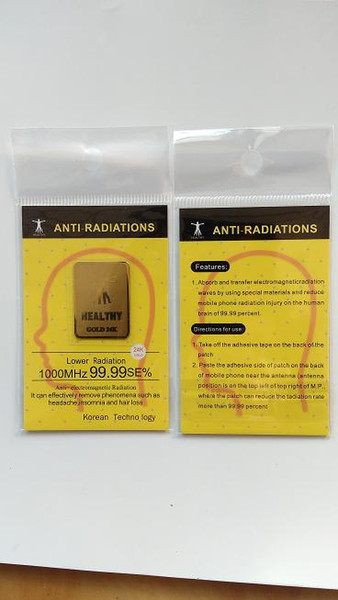 ANTI-RADIATIONS
HEALTHY
GOLD ME
24K
Lower Radiation
1000MHz 99.99SE%
Anti-electromagnetic Radiation
It can effectively remove phenomena such as
headache,insomnia and hair loss
Korean Techno logy
HEALTHY
ANTI-RADIATIONS
Features:
1. Absorb and transfer electromagneticradiation
waves by using special materials and reduce
mobile phone radiation injury on the human
brain of 99.99 percent.
Directions for use:
1. Take off the adhesive tape on the back of the
patch
2. Paste the adhesive side of patch on the back
of mobile phone near the antenna (antenna
position is on the top left of top right of M.P.
where the patch can reduce the tadiation rate
more than 99.99 percent